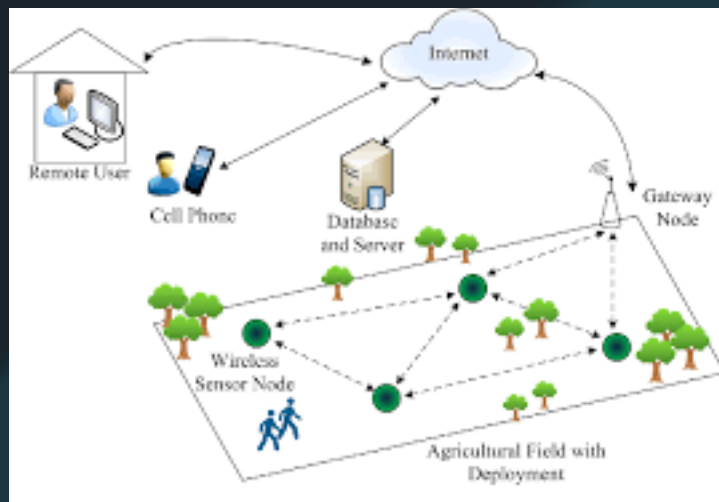 Internet
Remote User
Cell Phone
Database
and Server
Gateway
Node
Wireless
Sensor Node
Agricultural Field with
Deployment